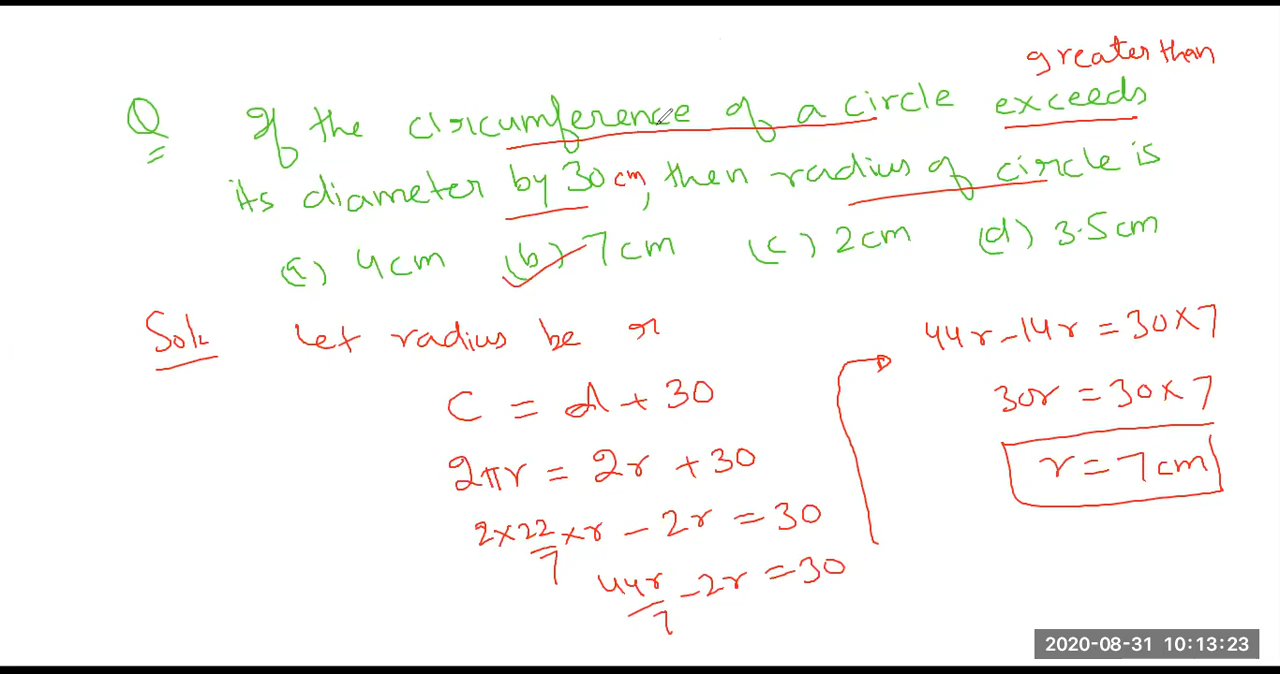 greater than
Q If the circumference of a circle exceeds
its diameter by 30 cm, then radius of circle is
(a) 4cm (b) 7cm (c) 2cm (d) 3.5cm
Sol: Let radius be r
C = d + 30
2πr = 2r + 30
2×22/7×r - 2r = 30
44r/7 - 2r = 30
44r - 14r = 30×7
30r = 30×7
r = 7cm
2020-08-31 10:13:23